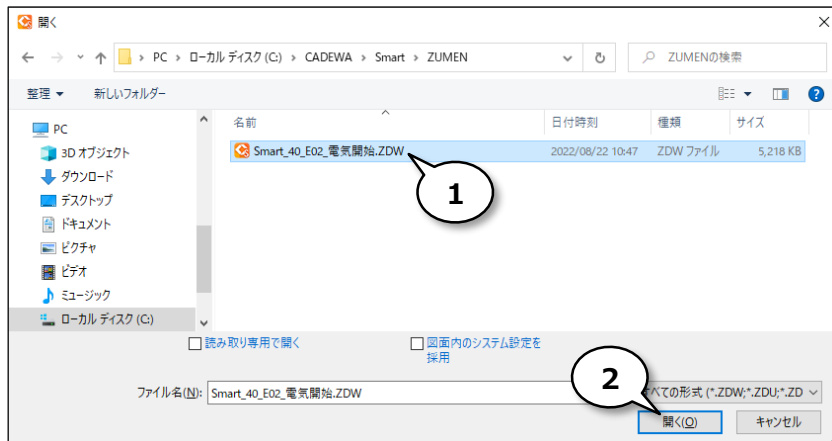 開く
PC › ローカル ディスク (C:) › CADEWA › Smart › ZUMEN
ZUMENの検索
整理
新しいフォルダー
?
PC
3D オブジェクト
ダウンロード
デスクトップ
ドキュメント
ピクチャ
ビデオ
ミュージック
ローカル ディスク (C:)
名前 日付時刻 種類 サイズ
Smart_40_E02_電気開始.ZDW 2022/08/22 10:47 ZDW ファイル 5,218 KB
1
読み取り専用で開く
図面内のシステム設定を
採用
2
ファイル名(N): Smart_40_E02_電気開始.ZDW
すべての形式 (*.ZDW;*.ZDU;*.ZD
開く(O) キャンセル